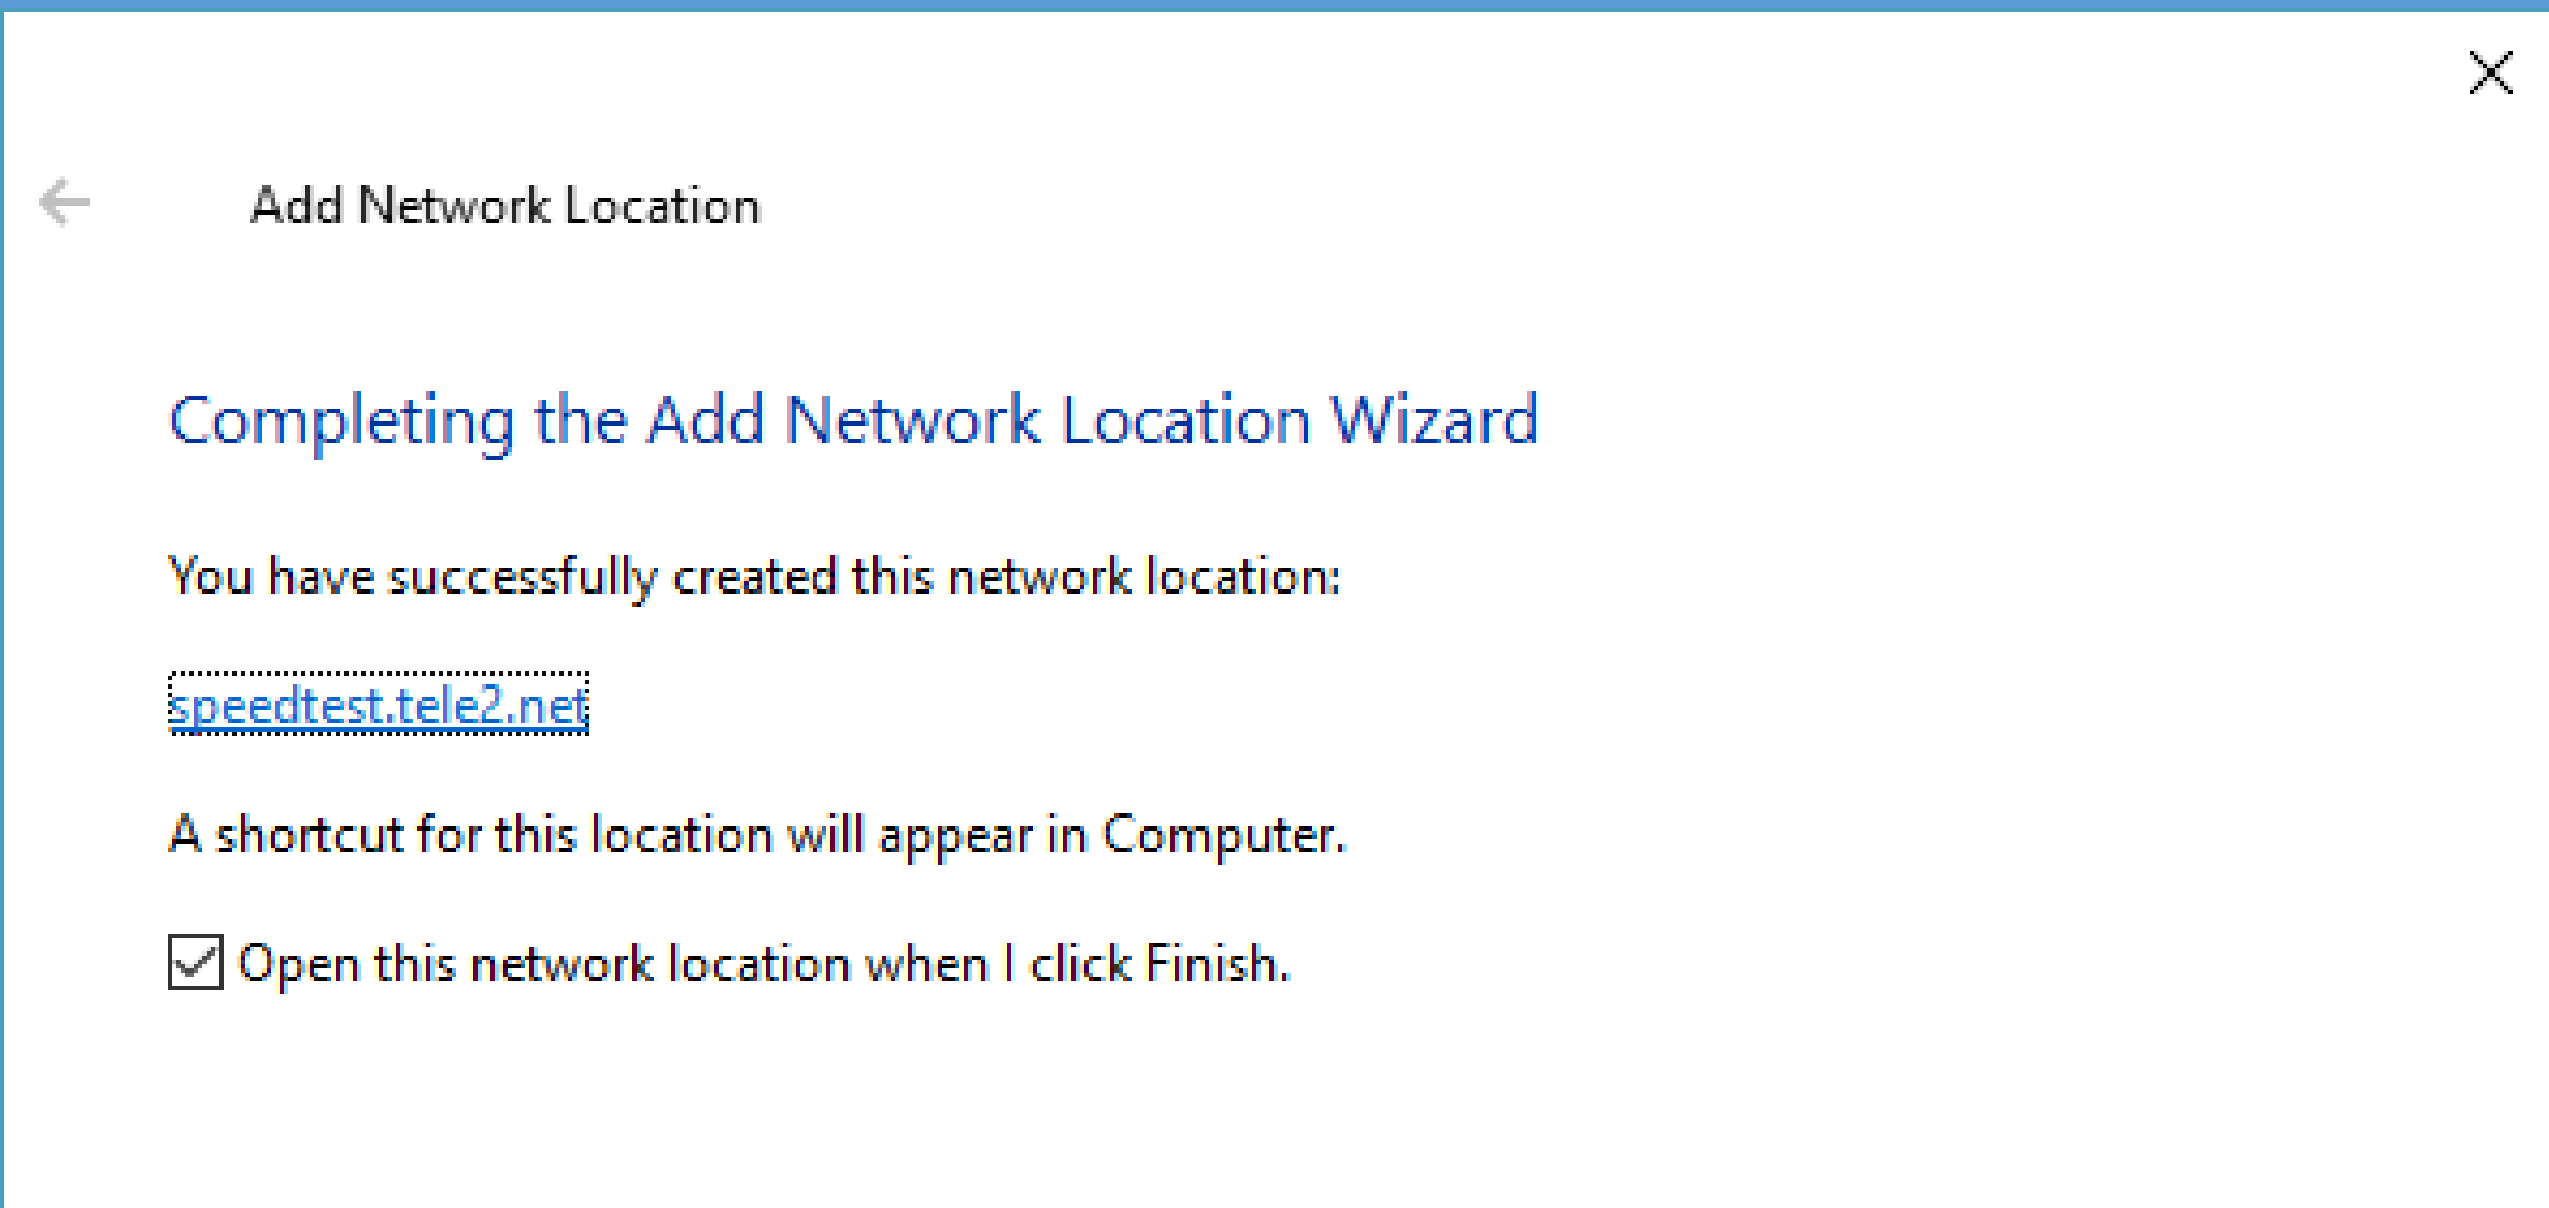 Add Network Location
Completing the Add Network Location Wizard
You have successfully created this network location:
speedtest.tele2.net
A shortcut for this location will appear in Computer.
Open this network location when I click Finish.